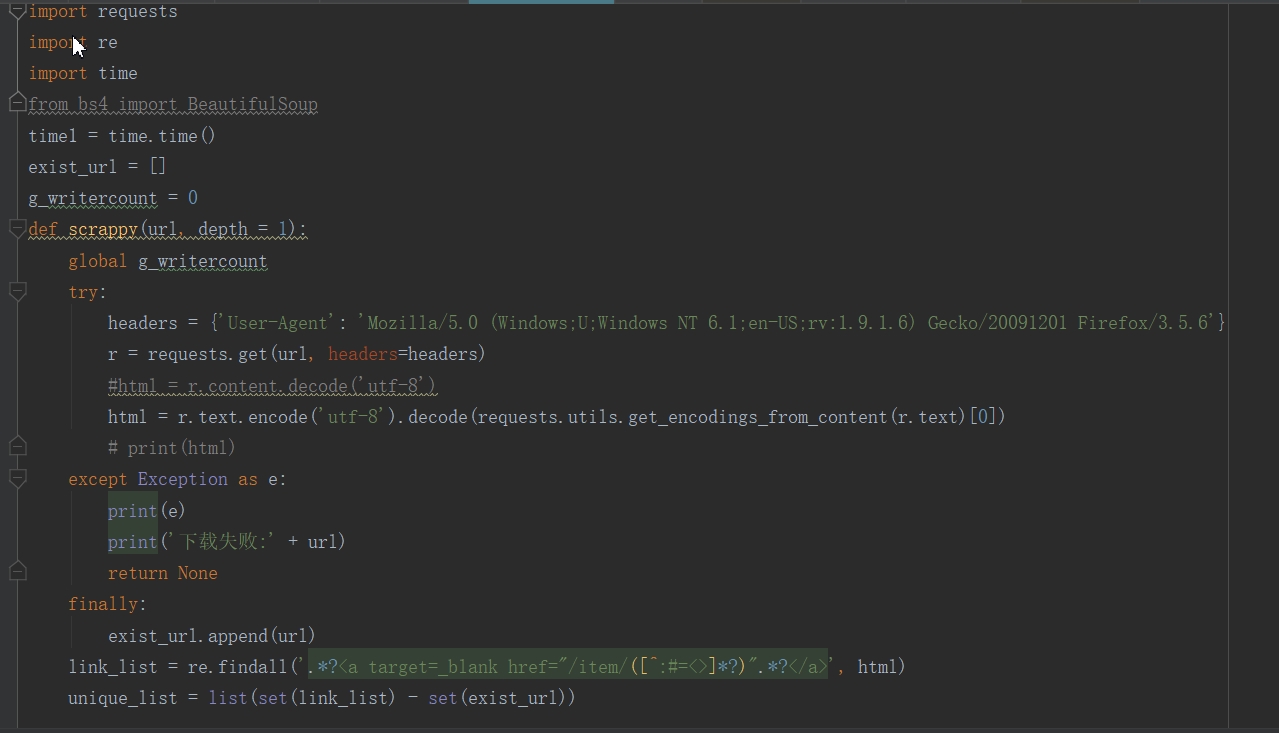 import requests
import re
import time
from bs4 import BeautifulSoup
time1 = time.time()
exist_url = []
g_writercount = 0
def scrappy(url, depth = 1):
    global g_writercount
    try:
        headers = {'User-Agent': 'Mozilla/5.0 (Windows;U;Windows NT 6.1;en-US;rv:1.9.1.6) Gecko/20091201 Firefox/3.5.6'}
        r = requests.get(url, headers=headers)
        #html = r.content.decode('utf-8')
        html = r.text.encode('utf-8').decode(requests.utils.get_encodings_from_content(r.text)[0])
        # print(html)
    except Exception as e:
        print(e)
        print('下载失败:' + url)
        return None
    finally:
        exist_url.append(url)
    link_list = re.findall('.*?<a target=_blank href="/item/([^:#=<>]*?)".*?</a>', html)
    unique_list = list(set(link_list) - set(exist_url))